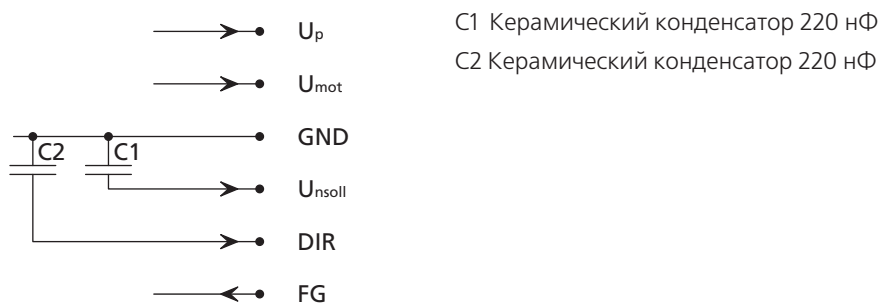 Up
Umot
GND
C2 C1
Unsoll
DIR
FG
C1 Керамический конденсатор 220 нФ
C2 Керамический конденсатор 220 нФ